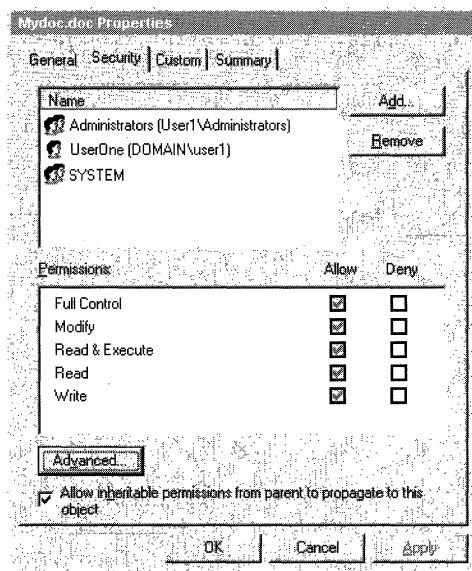 Mydoc.doc Properties
General Security Custom Summary
Name
Add...
Administrators (User1\Administrators)
UserOne (DOMAIN\user1)
Remove
SYSTEM
Permissions: Allow Deny
Full Control
Modify
Read & Execute
Read
Write
Advanced...
Allow inheritable permissions from parent to propagate to this
object
OK Cancel Apply